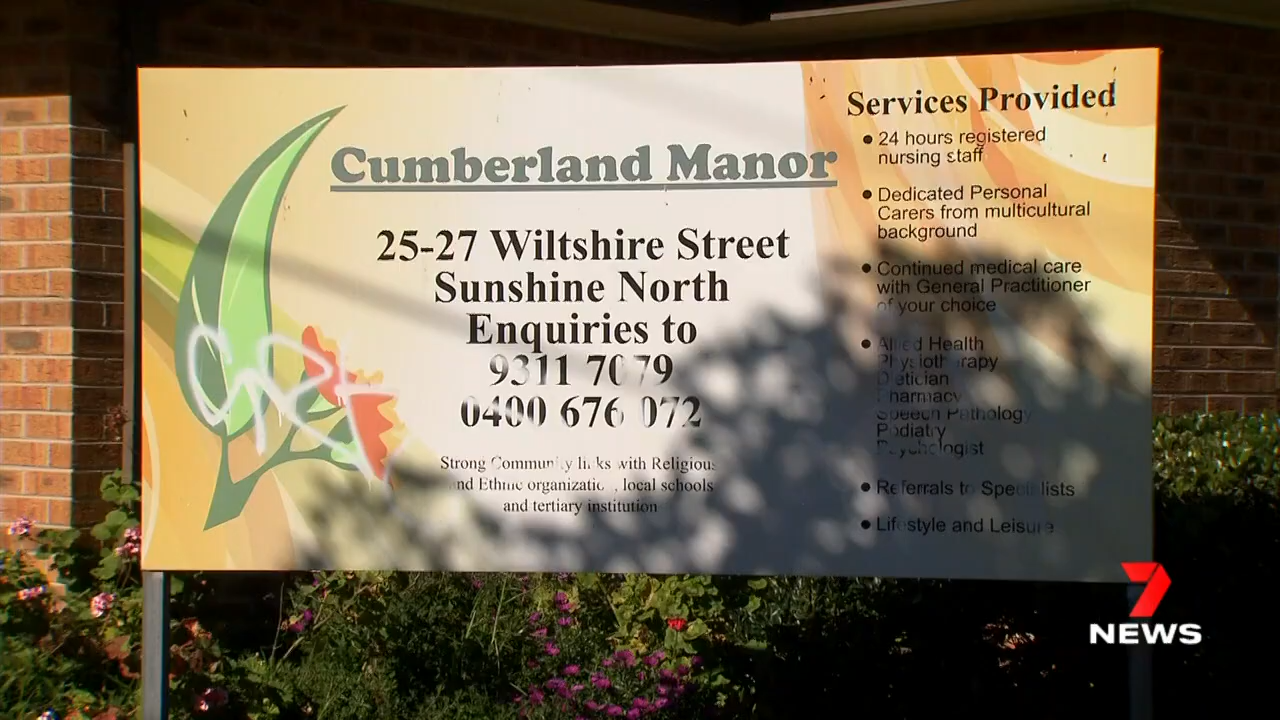 Cumberland Manor
25-27 Wiltshire Street
Sunshine North
Enquiries to
9311 7079
0400 676 072
Strong Community links with Religious
and Ethnic organization, local schools
and tertiary institution
Services Provided
24 hours registered
nursing staff
Dedicated Personal
Carers from multicultural
background
Continued medical care
with General Practitioner
of your choice
Allied Health
Physiotherapy
Dietician
Pharmacy
Speech Pathology
Podiatry
Psychologist
Referrals to Specialists
Lifestyle and Leisure
7
NEWS